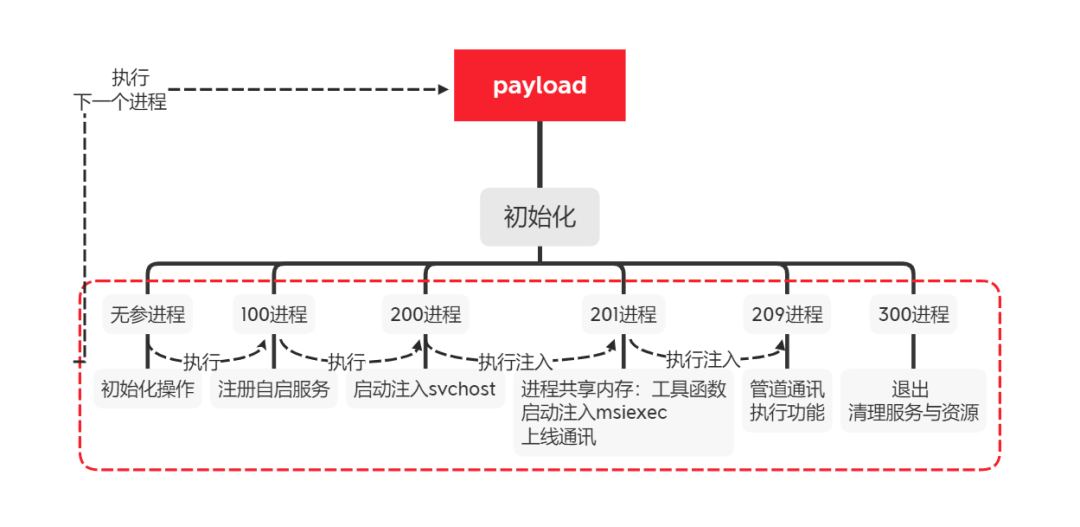 执行
下一个进程
payload
初始化
无参进程
100进程
200进程
201进程
209进程
300进程
执行
执行
执行注入
执行注入
初始化操作
注册自启服务
启动注入svchost
进程共享内存：工具函数
启动注入msiexec
上线通讯
管道通讯
执行功能
退出
清理服务与资源